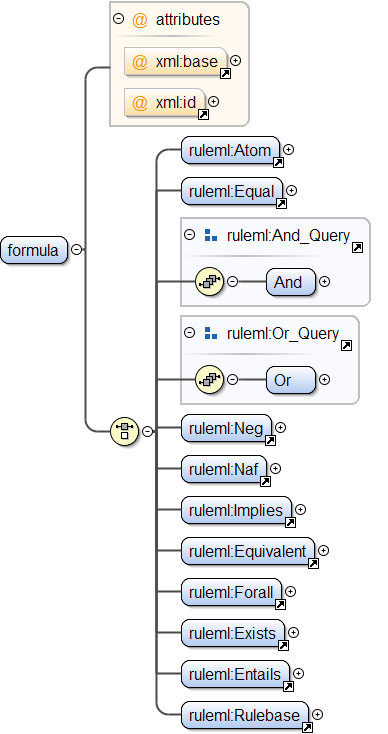 @ attributes
@ xml:base
@ xml:id
formula
ruleml:Atom
ruleml:Equal
ruleml:And_Query
And
ruleml:Or_Query
Or
ruleml:Neg
ruleml:Naf
ruleml:Implies
ruleml:Equivalent
ruleml:Forall
ruleml:Exists
ruleml:Entails
ruleml:Rulebase